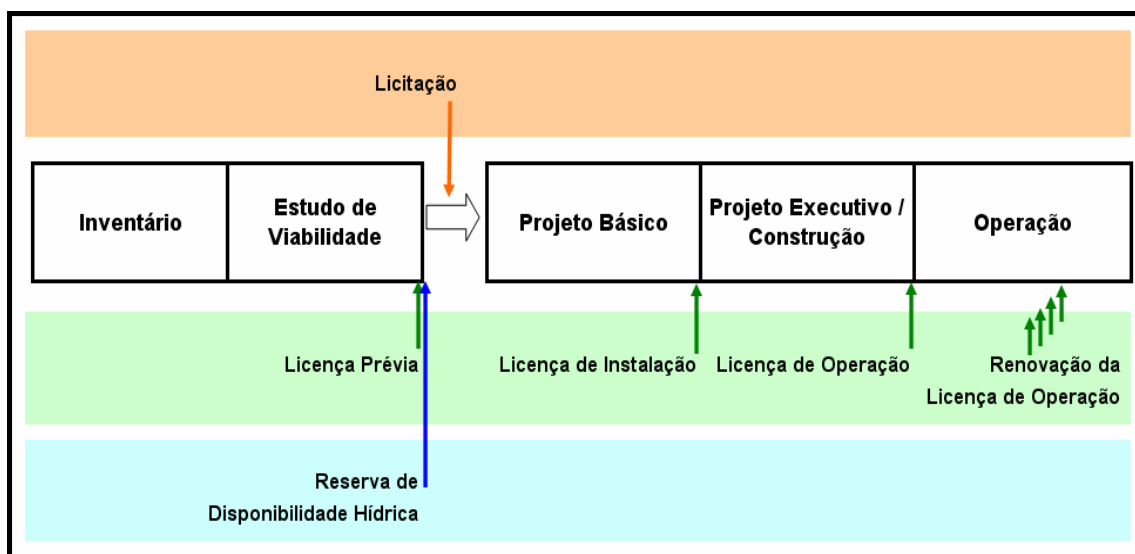 Licitação
Inventário
Estudo de
Viabilidade
Projeto Básico
Projeto Executivo /
Construção
Operação
Licença Prévia
Licença de Instalação
Licença de Operação
Renovação da
Licença de Operação
Reserva de
Disponibilidade Hídrica